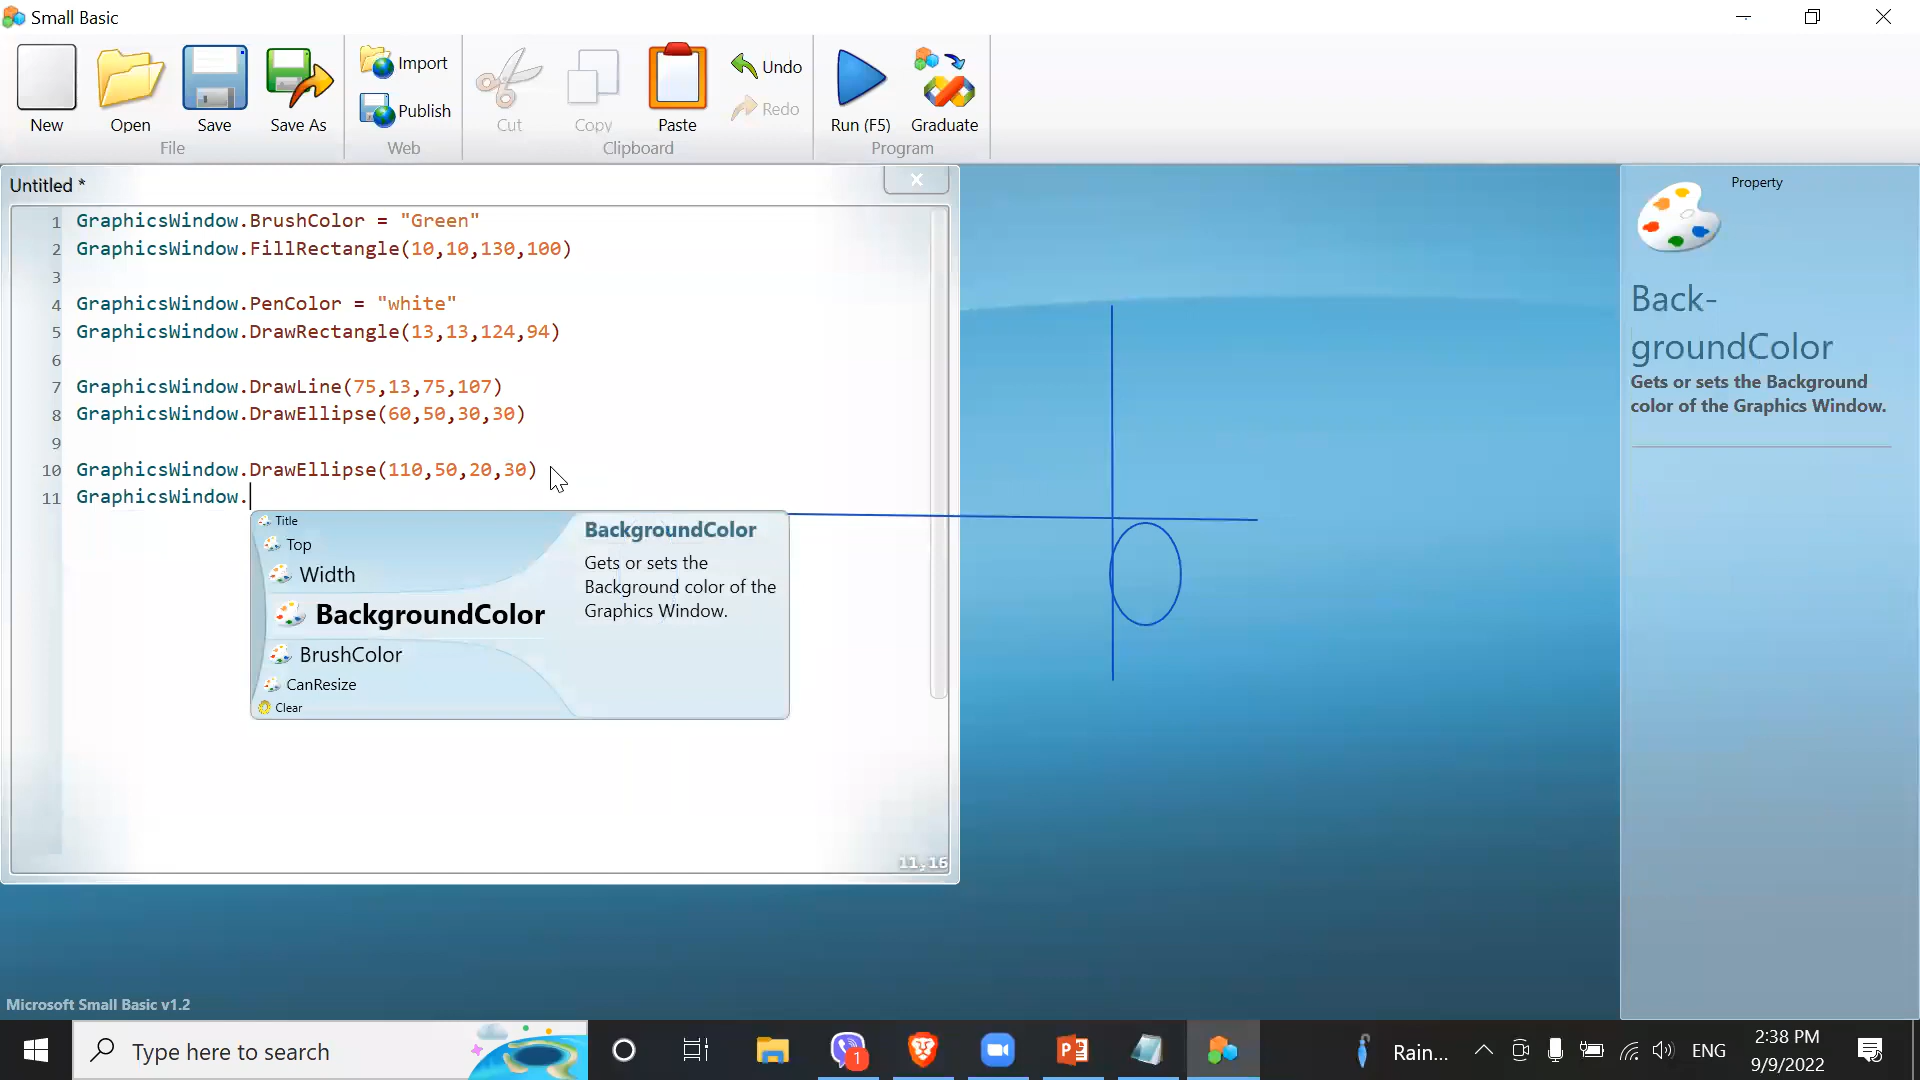 Small Basic
New
Open
Save
Save As
File
Import
Publish
Web
Cut
Copy
Paste
Undo
Redo
Clipboard
Run (F5)
Graduate
Program
Untitled *
1 GraphicsWindow.BrushColor = "Green"
2 GraphicsWindow.FillRectangle(10,10,130,100)
3
4 GraphicsWindow.PenColor = "white"
5 GraphicsWindow.DrawRectangle(13,13,124,94)
6
7 GraphicsWindow.DrawLine(75,13,75,107)
8 GraphicsWindow.DrawEllipse(60,50,30,30)
9
10 GraphicsWindow.DrawEllipse(110,50,20,30)
11 GraphicsWindow.
Title
Top
Width
BackgroundColor
BrushColor
CanResize
Clear
BackgroundColor
Gets or sets the
Background color of the
Graphics Window.
11,16
Property
Back-
groundColor
Gets or sets the Background
color of the Graphics Window.
Microsoft Small Basic v1.2
Type here to search
1
Rain...
ENG
2:38 PM
9/9/2022